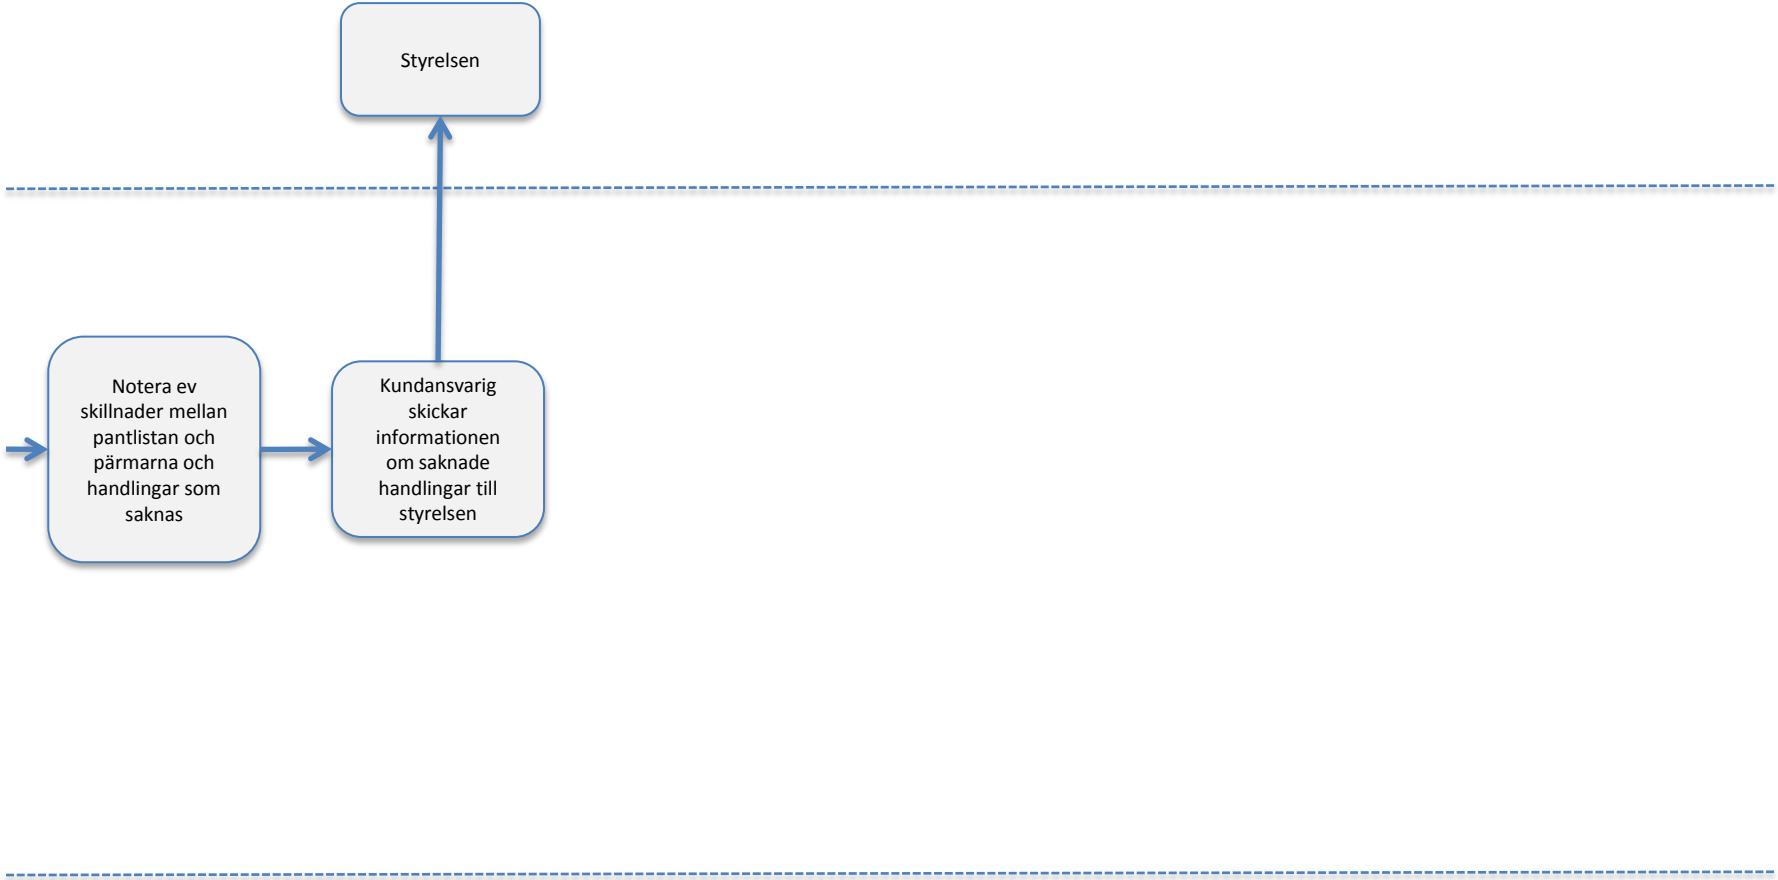 Styrelsen
Notera ev
skillnader mellan
pantlistan och
pärmarna och
handlingar som
saknas
Kundansvarig
skickar
informationen
om saknade
handlingar till
styrelsen